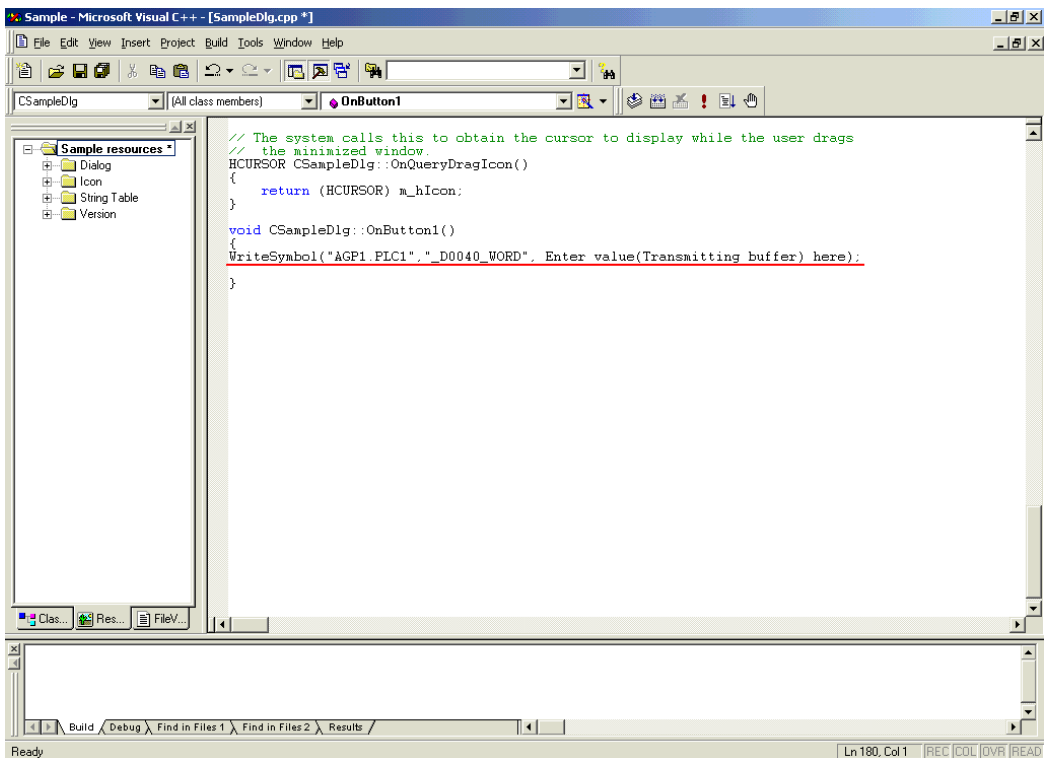 Sample - Microsoft Visual C++ - [SampleDlg.cpp *]
File Edit View Insert Project Build Tools Window Help
CSampleDlg (All class members) OnButton1
Sample resources *
Dialog
Icon
String Table
Version
// The system calls this to obtain the cursor to display while the user drags
//  the minimized window.
HCURSOR CSampleDlg::OnQueryDragIcon()
{
    return (HCURSOR) m_hIcon;
}
void CSampleDlg::OnButton1()
{
WriteSymbol("AGP1.PLC1","_D0040_WORD", Enter value(Transmitting buffer) here);
}
Clas... Res... FileV...
Build Debug Find in Files 1 Find in Files 2 Results
Ready Ln 180, Col 1 REC COL OVR READ